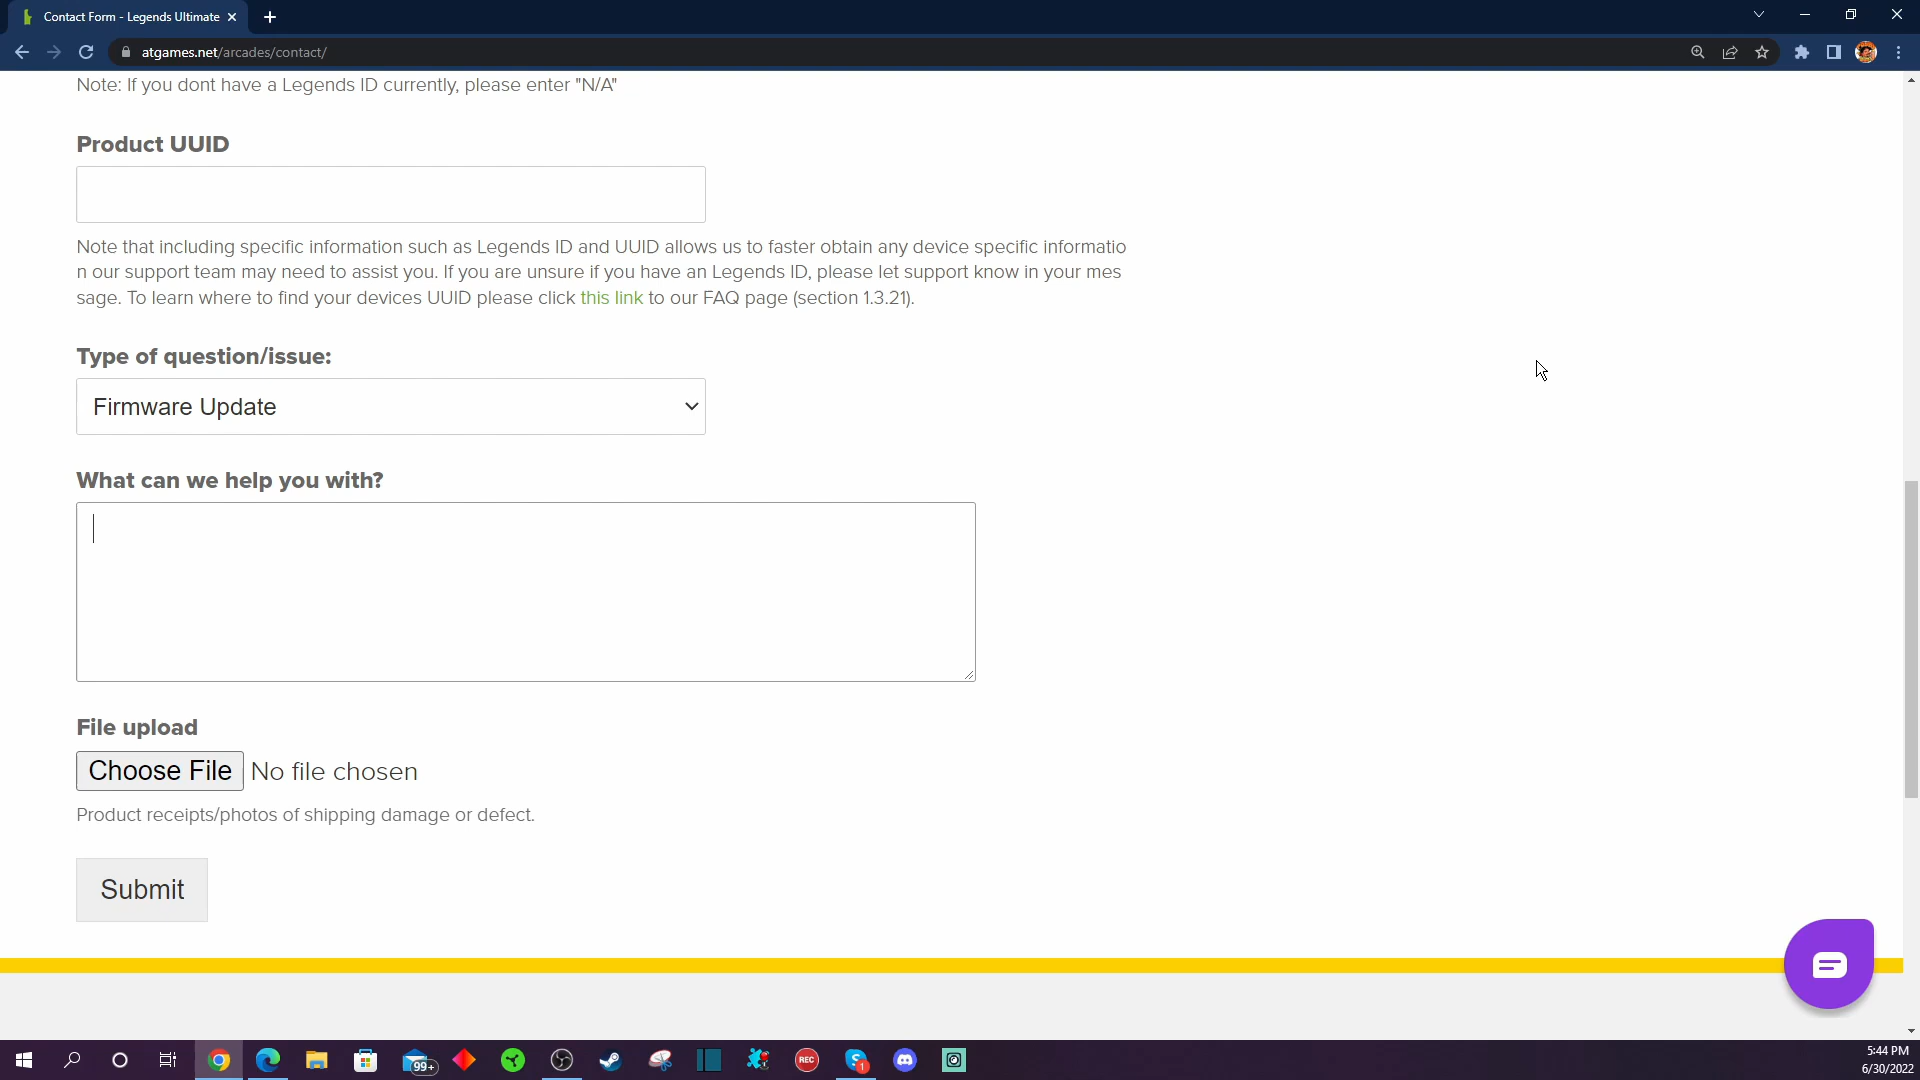 Contact Form - Legends Ultimate
atgames.net/arcades/contact/
Note: If you dont have a Legends ID currently, please enter "N/A"
Product UUID
Note that including specific information such as Legends ID and UUID allows us to faster obtain any device specific informatio
n our support team may need to assist you. If you are unsure if you have an Legends ID, please let support know in your mes
sage. To learn where to find your devices UUID please click this link to our FAQ page (section 1.3.21).
Type of question/issue:
Firmware Update
What can we help you with?
File upload
Choose File No file chosen
Product receipts/photos of shipping damage or defect.
Submit
99+
REC
S
1
5:44 PM
6/30/2022